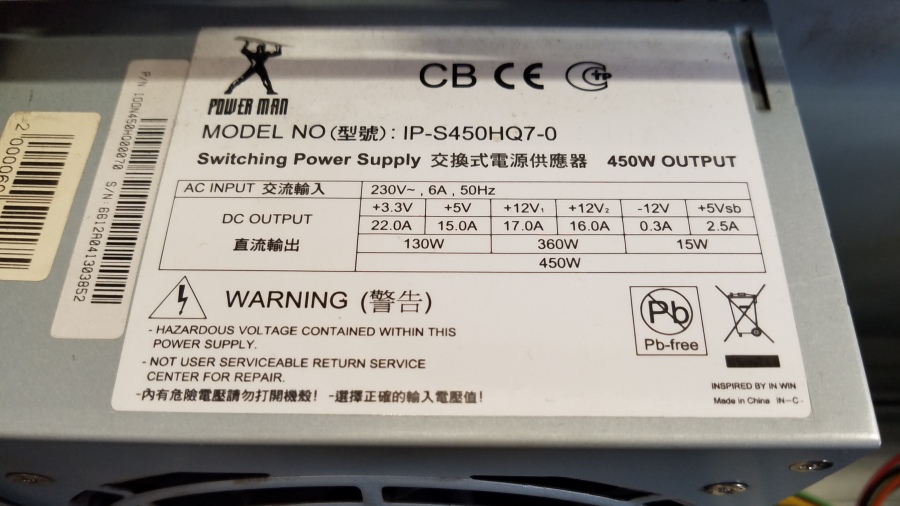 POWER MAN
CB CE
MODEL NO (型號) : IP-S450HQ7-0
Switching Power Supply 交換式電源供應器 450W OUTPUT
AC INPUT 交流輸入 230V~ , 6A , 50Hz
DC OUTPUT 直流輸出
+3.3V +5V +12V₁ +12V₂ -12V +5Vsb
22.0A 15.0A 17.0A 16.0A 0.3A 2.5A
130W 360W 15W
450W
WARNING (警告)
- HAZARDOUS VOLTAGE CONTAINED WITHIN THIS
POWER SUPPLY.
- NOT USER SERVICEABLE RETURN SERVICE
CENTER FOR REPAIR.
-內有危險電壓請勿打開機殼! -選擇正確的輸入電壓值!
Pb
Pb-free
INSPIRED BY IN WIN
Made in China IN-C-
S/N:6612A041303852